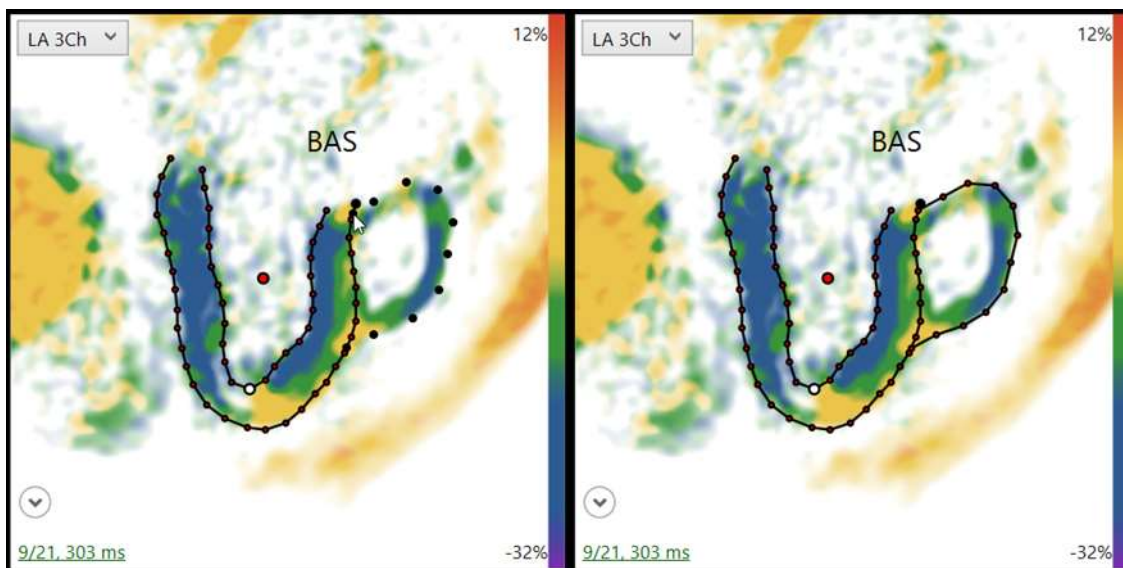 LA 3Ch
12%
BAS
9/21, 303 ms
-32%
LA 3Ch
12%
BAS
9/21, 303 ms
-32%